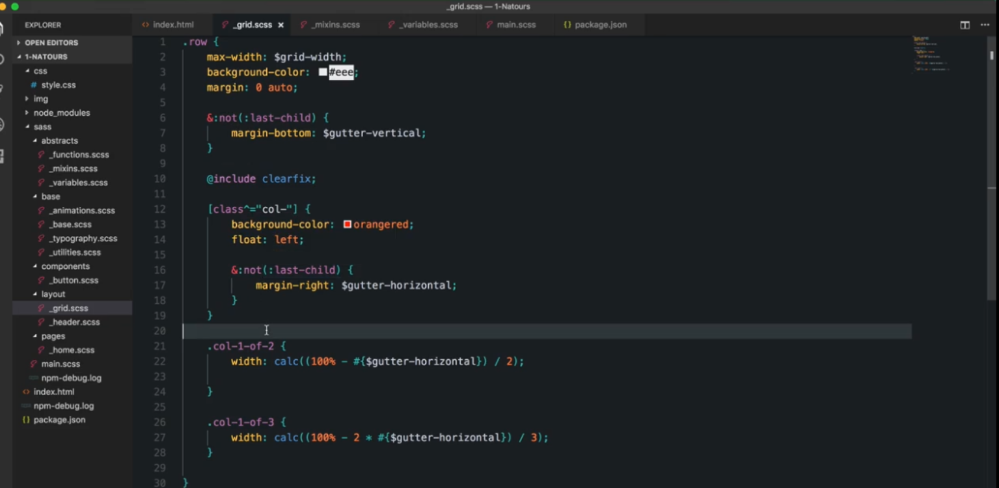 _grid.scss — 1-Natours
EXPLORER
index.html
_grid.scss ×
_mixins.scss
_variables.scss
main.scss
{} package.json
OPEN EDITORS
1-NATOURS
css
# style.css
img
node_modules
sass
abstracts
_functions.scss
_mixins.scss
_variables.scss
base
_animations.scss
_base.scss
_typography.scss
_utilities.scss
components
_button.scss
layout
_grid.scss
_header.scss
pages
_home.scss
main.scss
npm-debug.log
index.html
npm-debug.log
{} package.json
1 .row {
2 max-width: $grid-width;
3 background-color: #eee;
4 margin: 0 auto;
5
6 &:not(:last-child) {
7 margin-bottom: $gutter-vertical;
8 }
9
10 @include clearfix;
11
12 [class^="col-"] {
13 background-color: orangered;
14 float: left;
15
16 &:not(:last-child) {
17 margin-right: $gutter-horizontal;
18 }
19 }
20
21 .col-1-of-2 {
22 width: calc((100% - #{$gutter-horizontal}) / 2);
23
24 }
25
26 .col-1-of-3 {
27 width: calc((100% - 2 * #{$gutter-horizontal}) / 3);
28 }
29
30 }